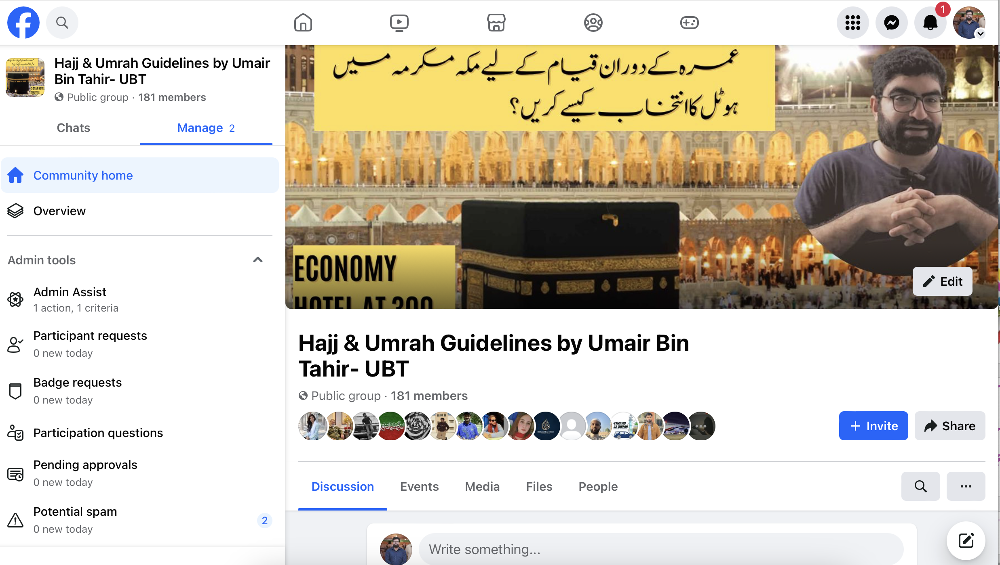 1
Hajj & Umrah Guidelines by Umair
Bin Tahir- UBT
Public group · 181 members
Chats
Manage 2
Community home
Overview
Admin tools
Admin Assist
1 action, 1 criteria
Participant requests
0 new today
Badge requests
0 new today
Participation questions
Pending approvals
0 new today
Potential spam
0 new today
2
عمرہ کے دوران قیام کے لیے مکہ مکرمہ میں
ہوٹل کا انتخاب کیسے کریں؟
ECONOMY
HOTEL AT 300
Edit
Hajj & Umrah Guidelines by Umair Bin
Tahir- UBT
Public group · 181 members
ETMAAD
JJ UMRAH
Invite
Share
Discussion
Events
Media
Files
People
Write something...